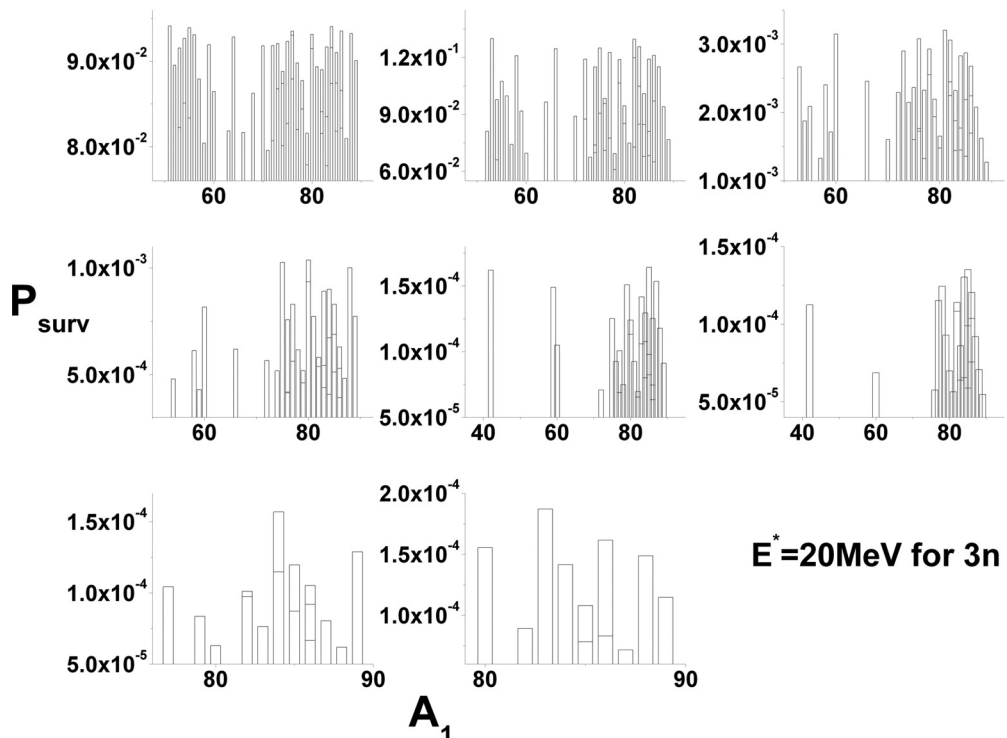 9.0x10⁻²
8.0x10⁻²
60 80
1.2x10⁻¹
9.0x10⁻²
6.0x10⁻²
60 80
3.0x10⁻³
2.0x10⁻³
1.0x10⁻³
60 80
P_surv
1.0x10⁻³
5.0x10⁻⁴
60 80
1.5x10⁻⁴
1.0x10⁻⁴
5.0x10⁻⁵
40 60 80
1.5x10⁻⁴
1.0x10⁻⁴
5.0x10⁻⁵
40 60 80
1.5x10⁻⁴
1.0x10⁻⁴
5.0x10⁻⁵
80 90
2.0x10⁻⁴
1.5x10⁻⁴
1.0x10⁻⁴
80 90
E*=20MeV for 3n
A₁